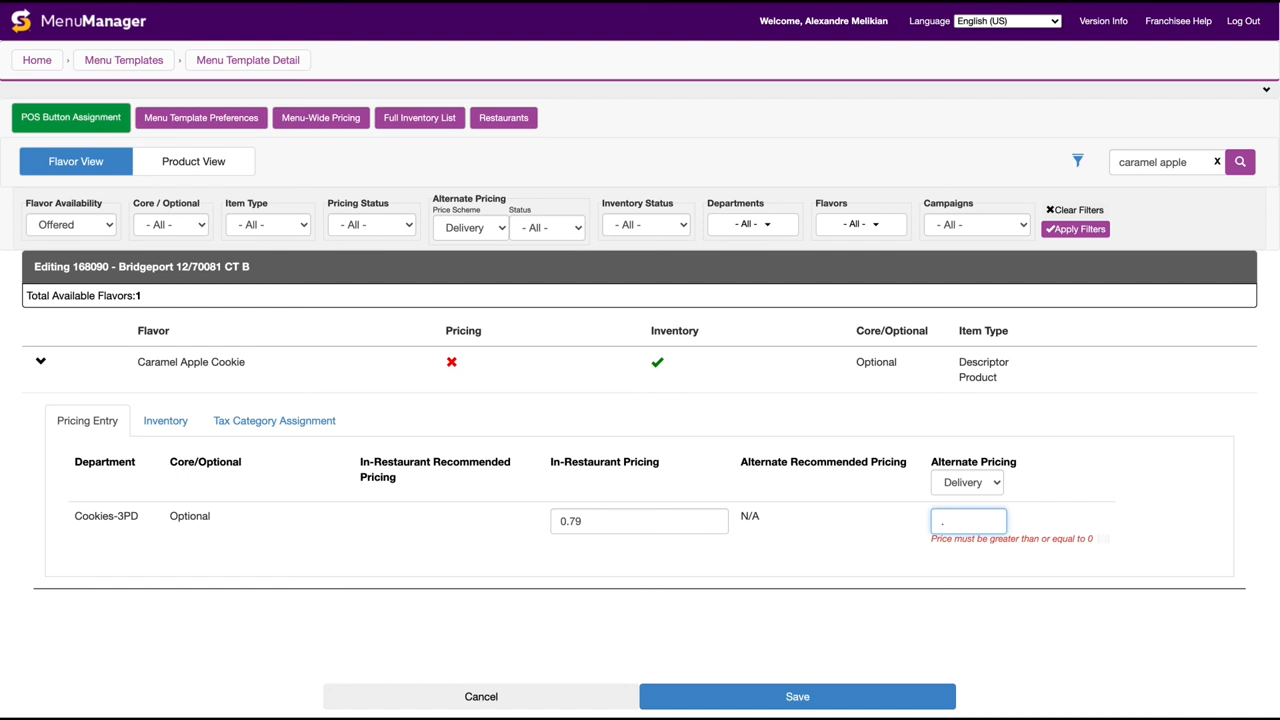 MenuManager
Welcome, Alexandre Melikian Language English (US) Version Info Franchisee Help Log Out
Home › Menu Templates › Menu Template Detail
POS Button Assignment Menu Template Preferences Menu-Wide Pricing Full Inventory List Restaurants
Flavor View Product View caramel apple x
Flavor Availability Core / Optional Item Type Pricing Status Alternate Pricing Inventory Status Departments Flavors Campaigns
Price Scheme Status
Offered - All - - All - - All - Delivery - All - - All - - All - - All - - All -
Clear Filters
Apply Filters
Editing 168090 - Bridgeport 12/70081 CT B
Total Available Flavors:1
Flavor Pricing Inventory Core/Optional Item Type
Caramel Apple Cookie Optional Descriptor
Product
Pricing Entry Inventory Tax Category Assignment
Department Core/Optional In-Restaurant Recommended In-Restaurant Pricing Alternate Recommended Pricing Alternate Pricing
Pricing
Delivery
Cookies-3PD Optional 0.79 N/A .
Price must be greater than or equal to 0
Cancel Save